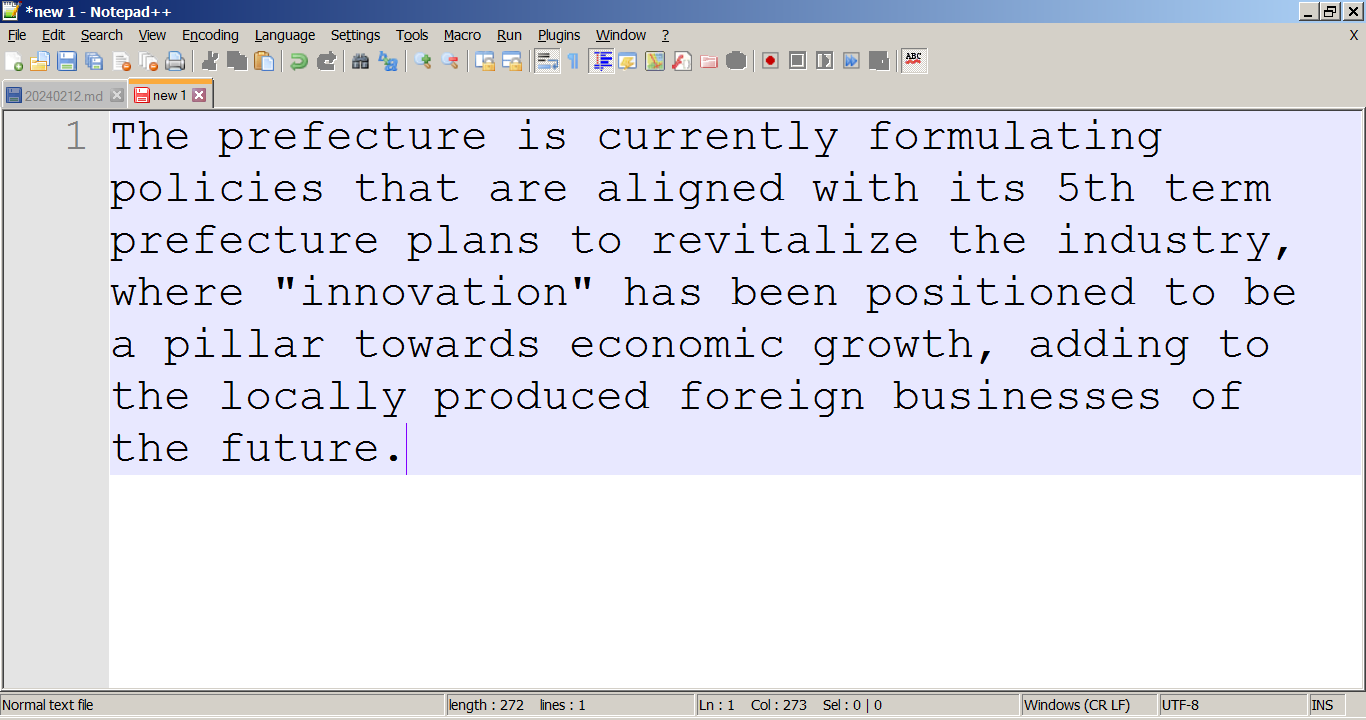 *new 1 - Notepad++
File Edit Search View Encoding Language Settings Tools Macro Run Plugins Window ? X
ABC
20240212.md new 1
1 The prefecture is currently formulating
policies that are aligned with its 5th term
prefecture plans to revitalize the industry,
where "innovation" has been positioned to be
a pillar towards economic growth, adding to
the locally produced foreign businesses of
the future.
Normal text file length : 272 lines : 1 Ln : 1 Col : 273 Sel : 0 | 0 Windows (CR LF) UTF-8 INS